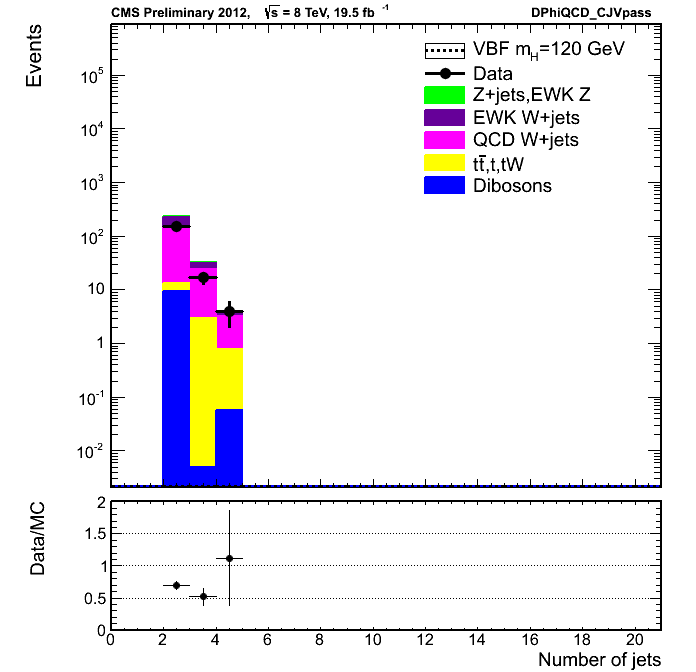 CMS Preliminary 2012, √s = 8 TeV, 19.5 fb⁻¹ DPhiQCD_CJVpass
Events
VBF m_H=120 GeV
Data
Z+jets,EWK Z
EWK W+jets
QCD W+jets
tt̄,t,tW
Dibosons
10⁵
10⁴
10³
10²
10
1
10⁻¹
10⁻²
Data/MC
2
1.5
1
0.5
0
0 2 4 6 8 10 12 14 16 18 20
Number of jets